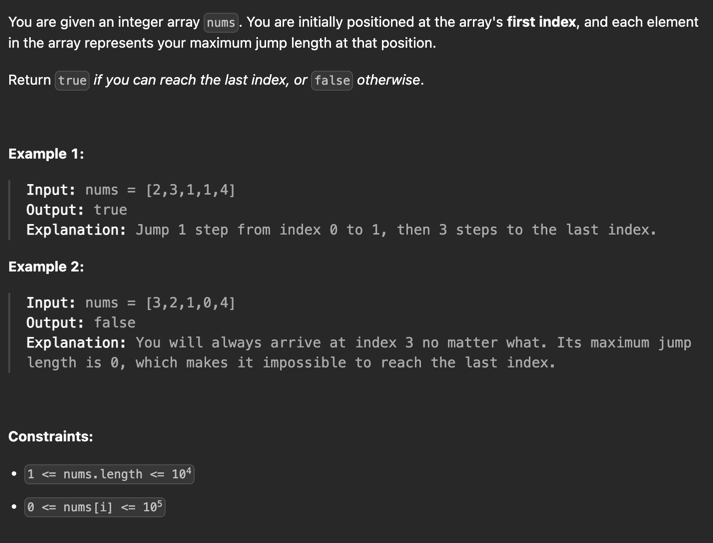 You are given an integer array nums. You are initially positioned at the array's first index, and each element
in the array represents your maximum jump length at that position.
Return true if you can reach the last index, or false otherwise.
Example 1:
Input: nums = [2,3,1,1,4]
Output: true
Explanation: Jump 1 step from index 0 to 1, then 3 steps to the last index.
Example 2:
Input: nums = [3,2,1,0,4]
Output: false
Explanation: You will always arrive at index 3 no matter what. Its maximum jump
length is 0, which makes it impossible to reach the last index.
Constraints:
• 1 <= nums.length <= 10⁴
• 0 <= nums[i] <= 10⁵